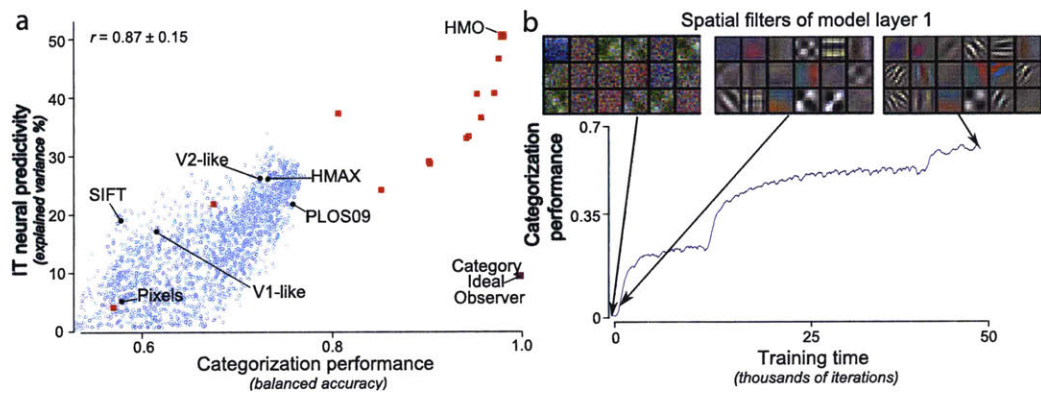 a
r = 0.87 ± 0.15
HMO
50
40
30
20
10
0
IT neural predictivity
(explained variance %)
V2-like
HMAX
SIFT
PLOS09
V1-like
Pixels
Category
Ideal
Observer
0.6
0.8
1.0
Categorization performance
(balanced accuracy)
b
Spatial filters of model layer 1
0.7
0.35
0
Categorization
performance
0
25
50
Training time
(thousands of iterations)